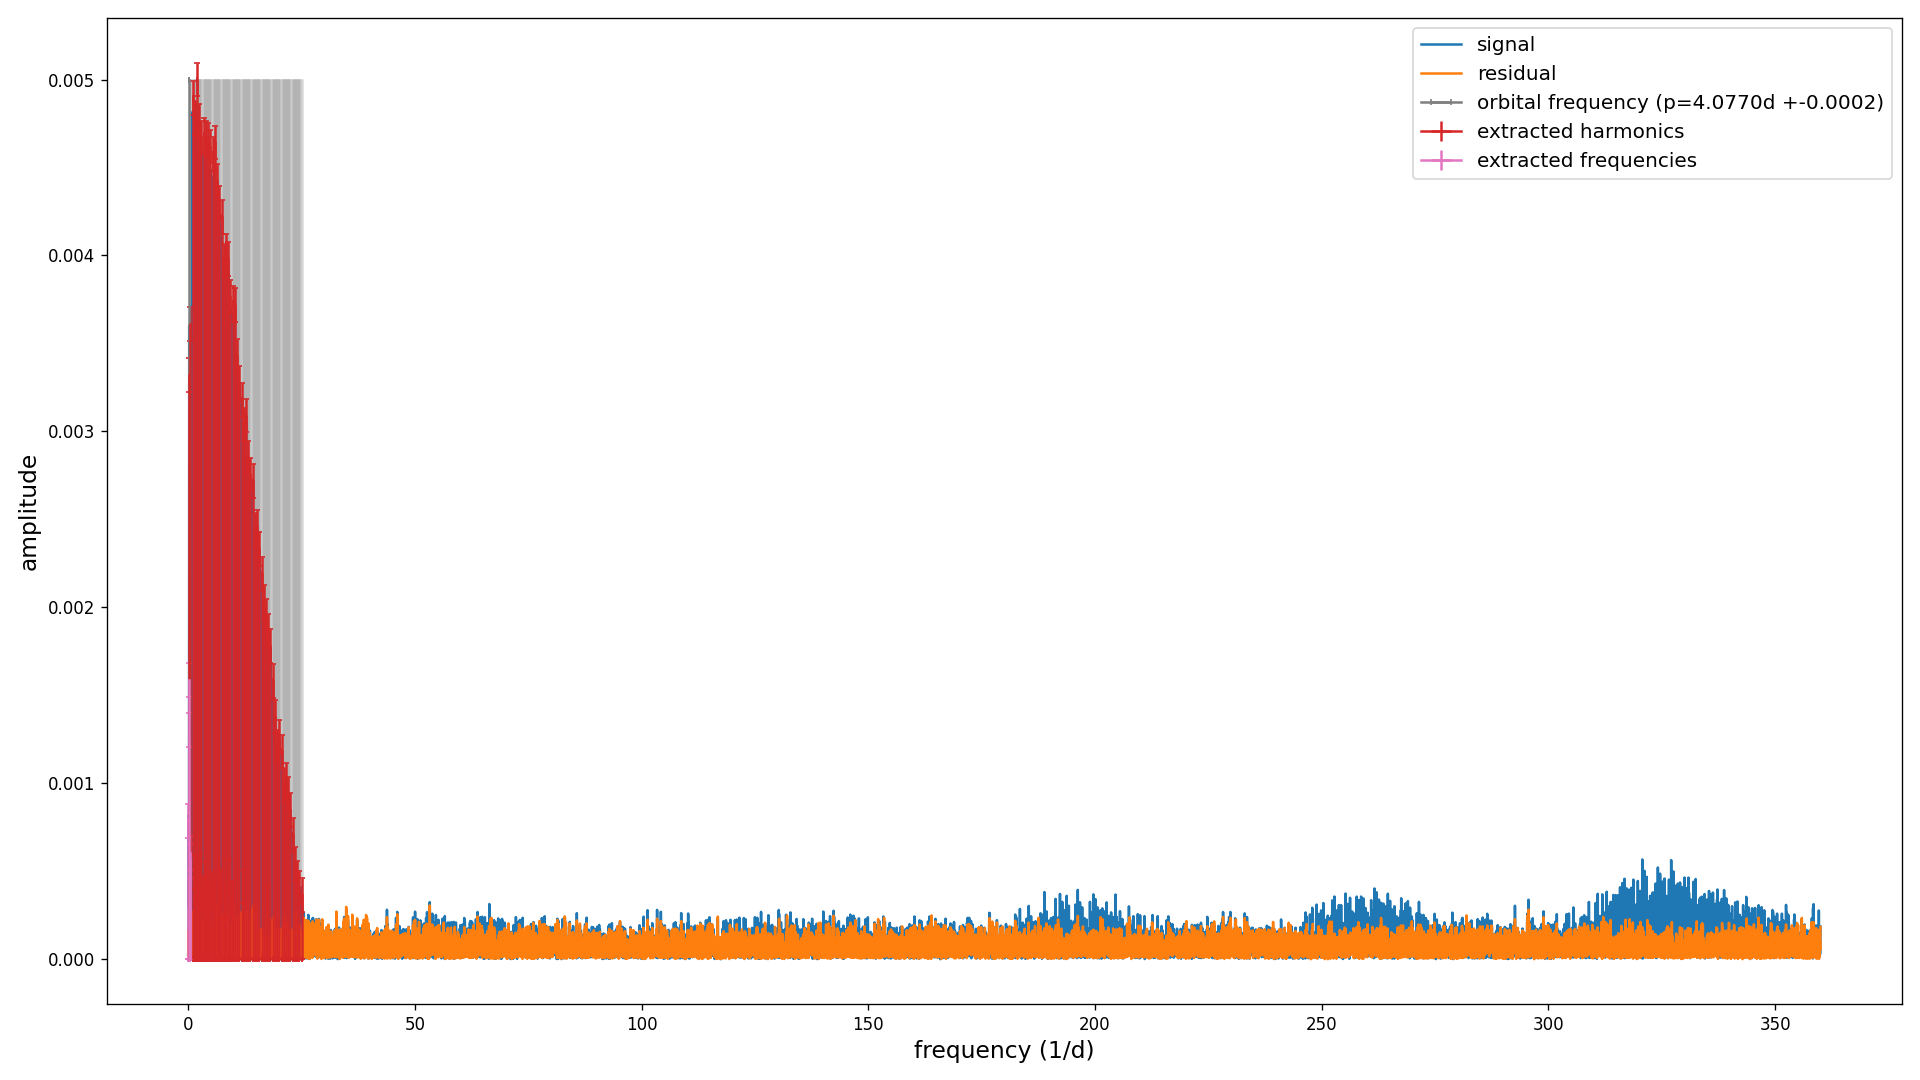 signal
residual
orbital frequency (p=4.0770d +-0.0002)
extracted harmonics
extracted frequencies
0.005
0.004
0.003
0.002
0.001
0.000
amplitude
0 50 100 150 200 250 300 350
frequency (1/d)